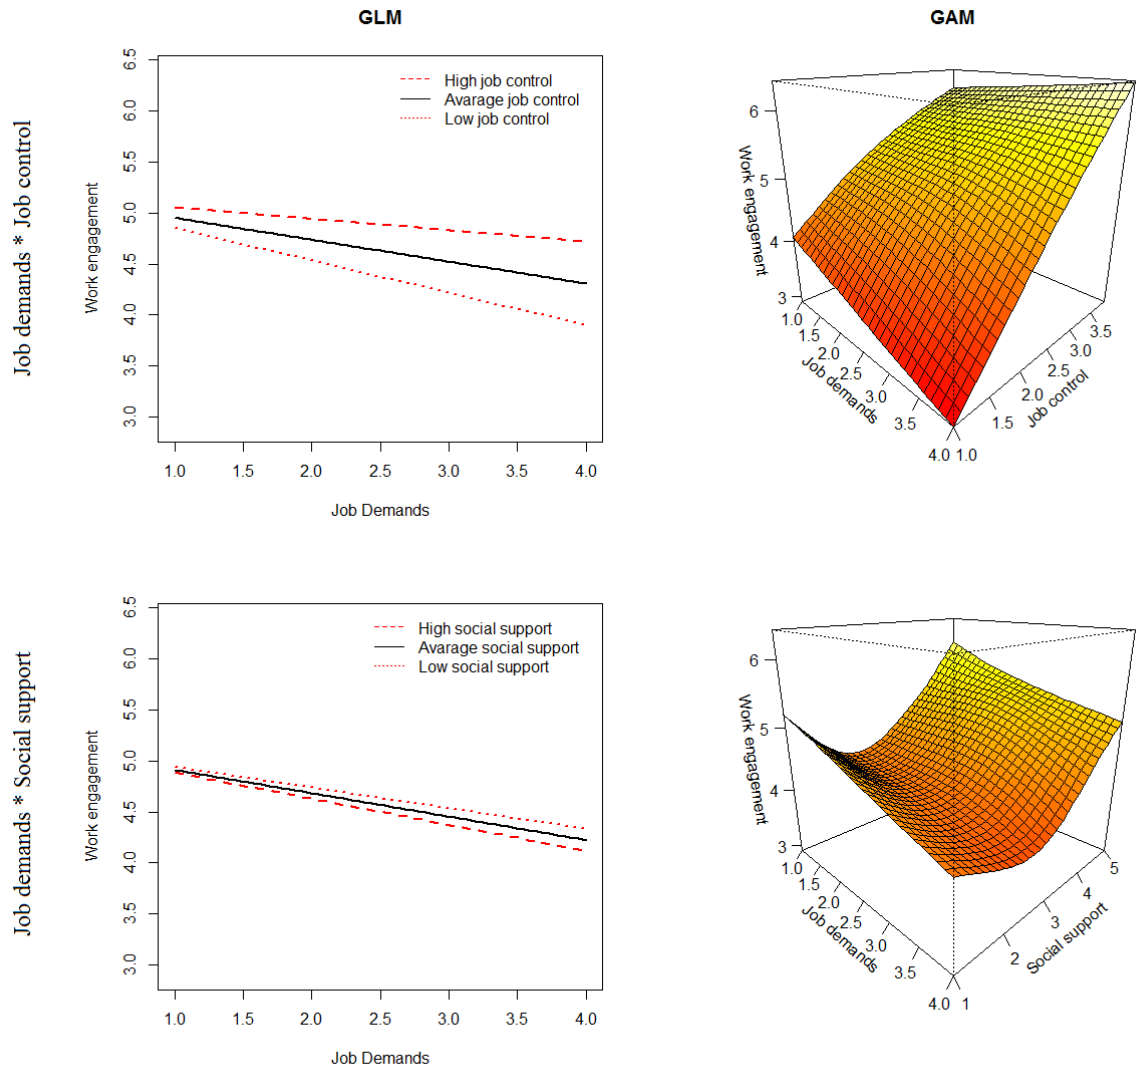 GLM
GAM
Job demands * Job control
Work engagement
6.5
6.0
5.5
5.0
4.5
4.0
3.5
3.0
High job control
Avarage job control
Low job control
1.0 1.5 2.0 2.5 3.0 3.5 4.0
Job Demands
Work engagement
6
5
4
3
1.0
1.5
2.0
2.5
3.0
3.5
4.0
Job demands
1.0
1.5
2.0
2.5
3.0
3.5
Job control
Job demands * Social support
Work engagement
6.5
6.0
5.5
5.0
4.5
4.0
3.5
3.0
High social support
Avarage social support
Low social support
1.0 1.5 2.0 2.5 3.0 3.5 4.0
Job Demands
Work engagement
6
5
4
3
1.0
1.5
2.0
2.5
3.0
3.5
4.0
Job demands
1
2
3
4
5
Social support